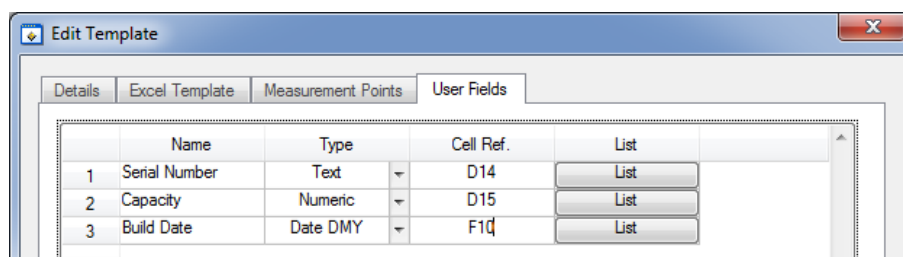 Edit Template
Details Excel Template Measurement Points User Fields
Name Type Cell Ref. List
1 Serial Number Text D14 List
2 Capacity Numeric D15 List
3 Build Date Date DMY F10 List